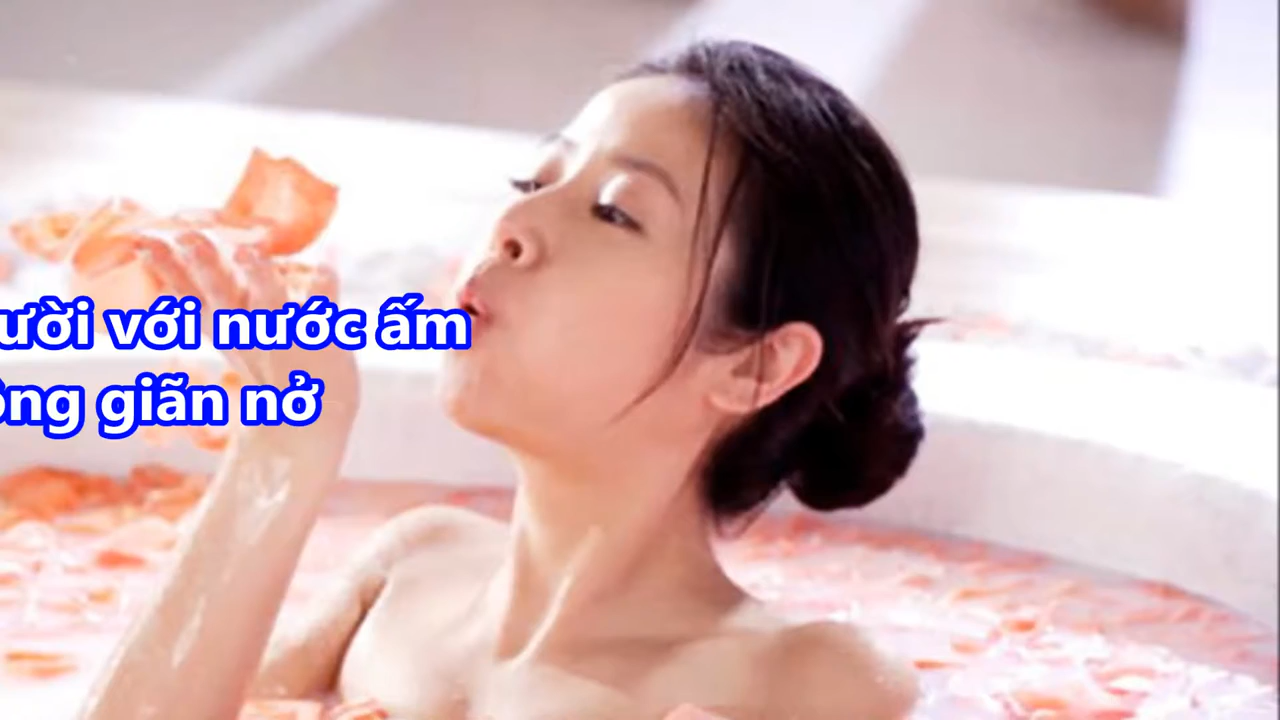 với nước ấm
giãn nở